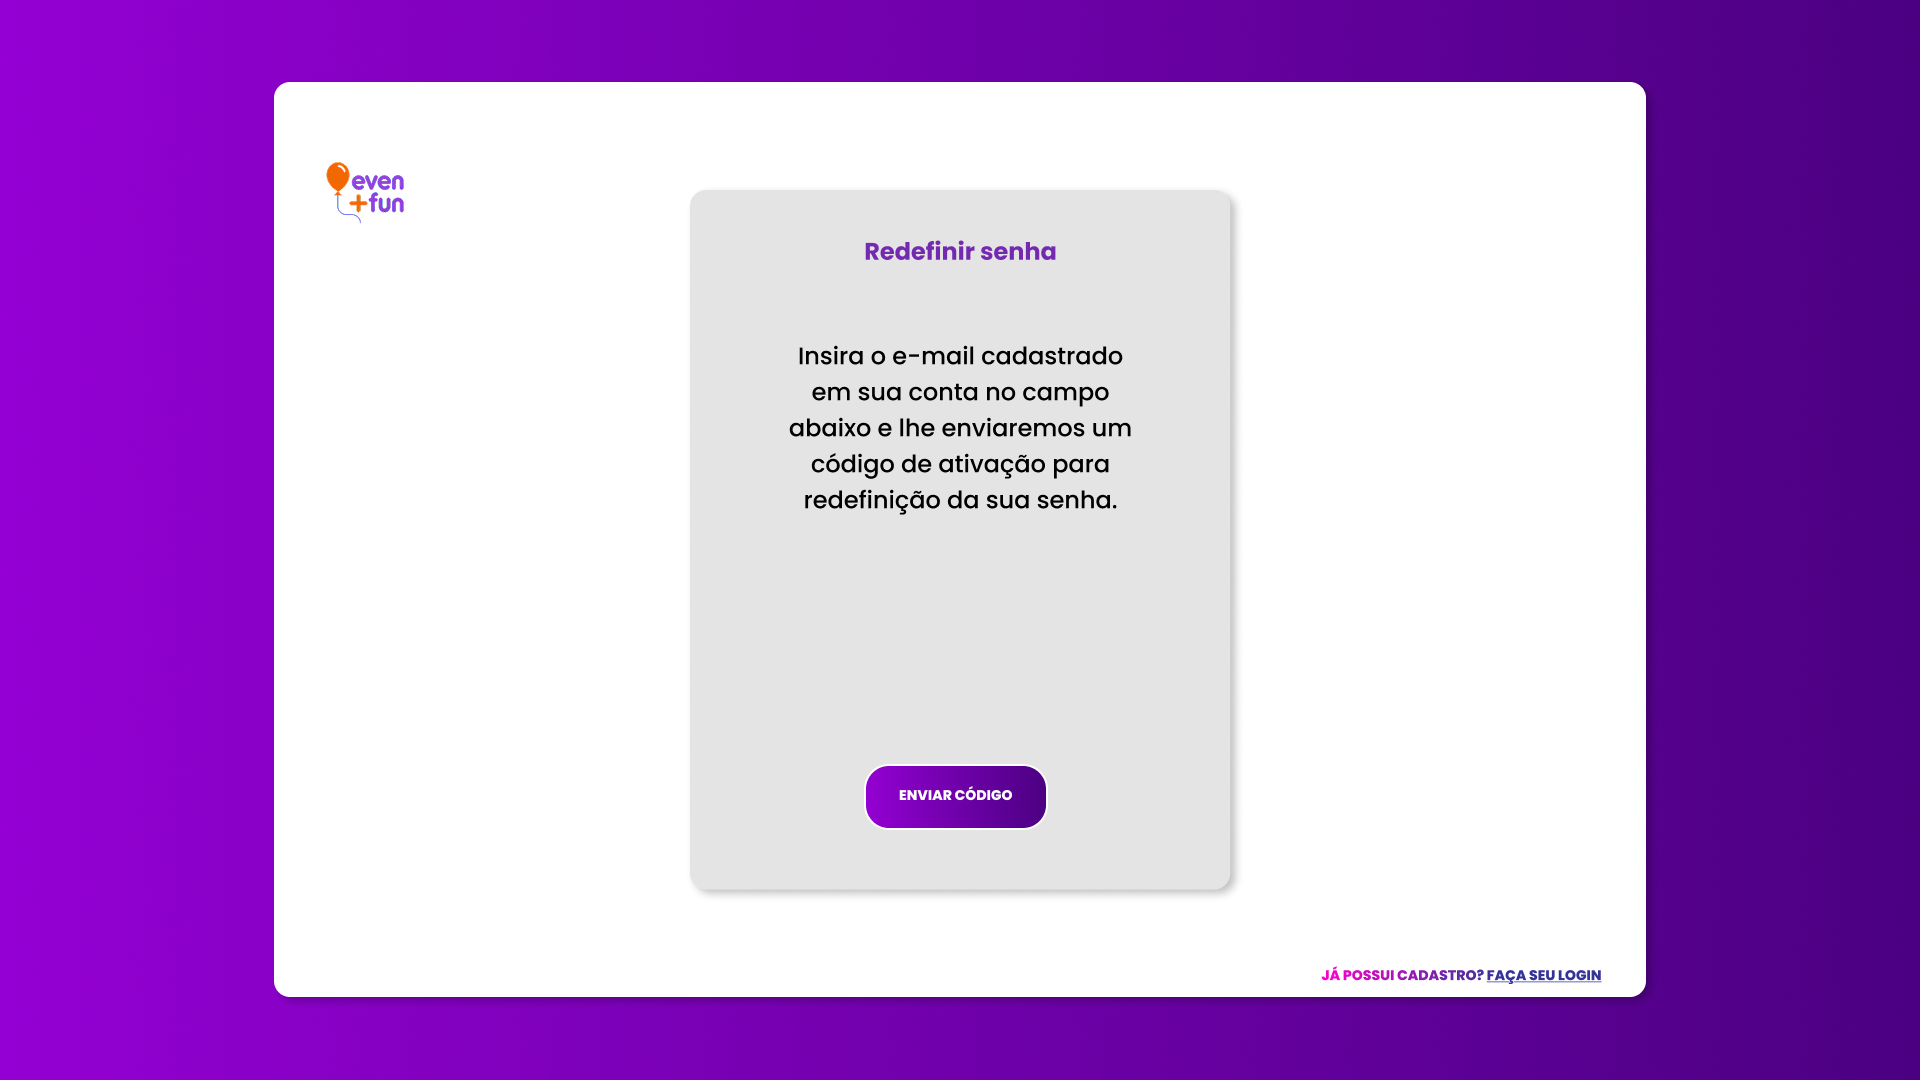 even
+fun
Redefinir senha
Insira o e-mail cadastrado
em sua conta no campo
abaixo e lhe enviaremos um
código de ativação para
redefinição da sua senha.
ENVIAR CÓDIGO
JÁ POSSUI CADASTRO? FAÇA SEU LOGIN